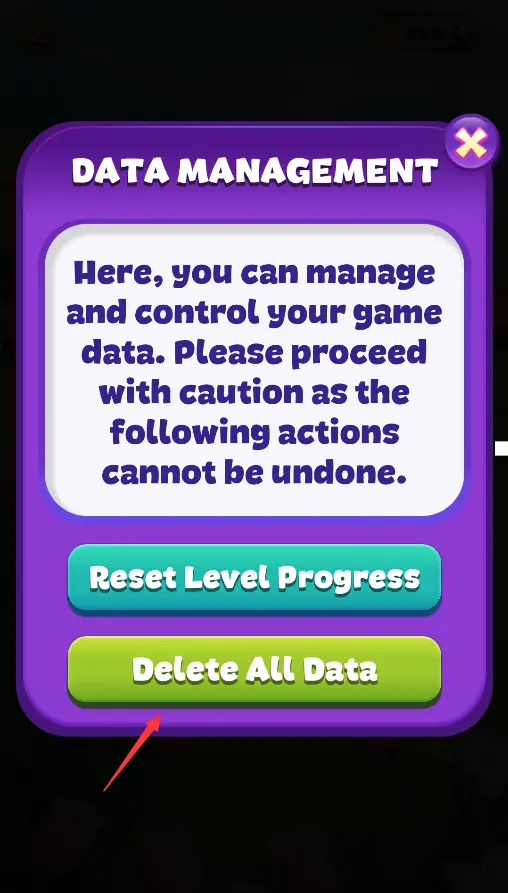 DATA MANAGEMENT
Here, you can manage
and control your game
data. Please proceed
with caution as the
following actions
cannot be undone.
Reset Level Progress
Delete All Data